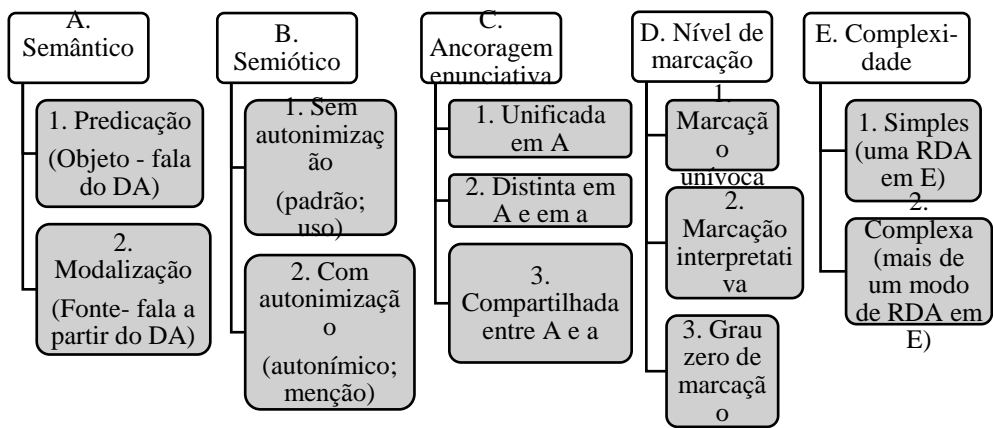 A.
Semântico
1. Predicação
(Objeto - fala
do DA)
2.
Modalização
(Fonte- fala a
partir do DA)
B.
Semiótico
1. Sem
autonimizaç
ão
(padrão;
uso)
2. Com
autonimizaçã
o
(autonímico;
menção)
C.
Ancoragem
enunciativa
1. Unificada
em A
2. Distinta em
A e em a
3.
Compartilhada
entre A e a
D. Nível de
marcação
1.
Marcaçã
o
unívoca
2.
Marcação
interpretati
va
3. Grau
zero de
marcaçã
o
E. Complexi-
dade
1. Simples
(uma RDA
em E)
2.
Complexa
(mais de
um modo
de RDA em
E)